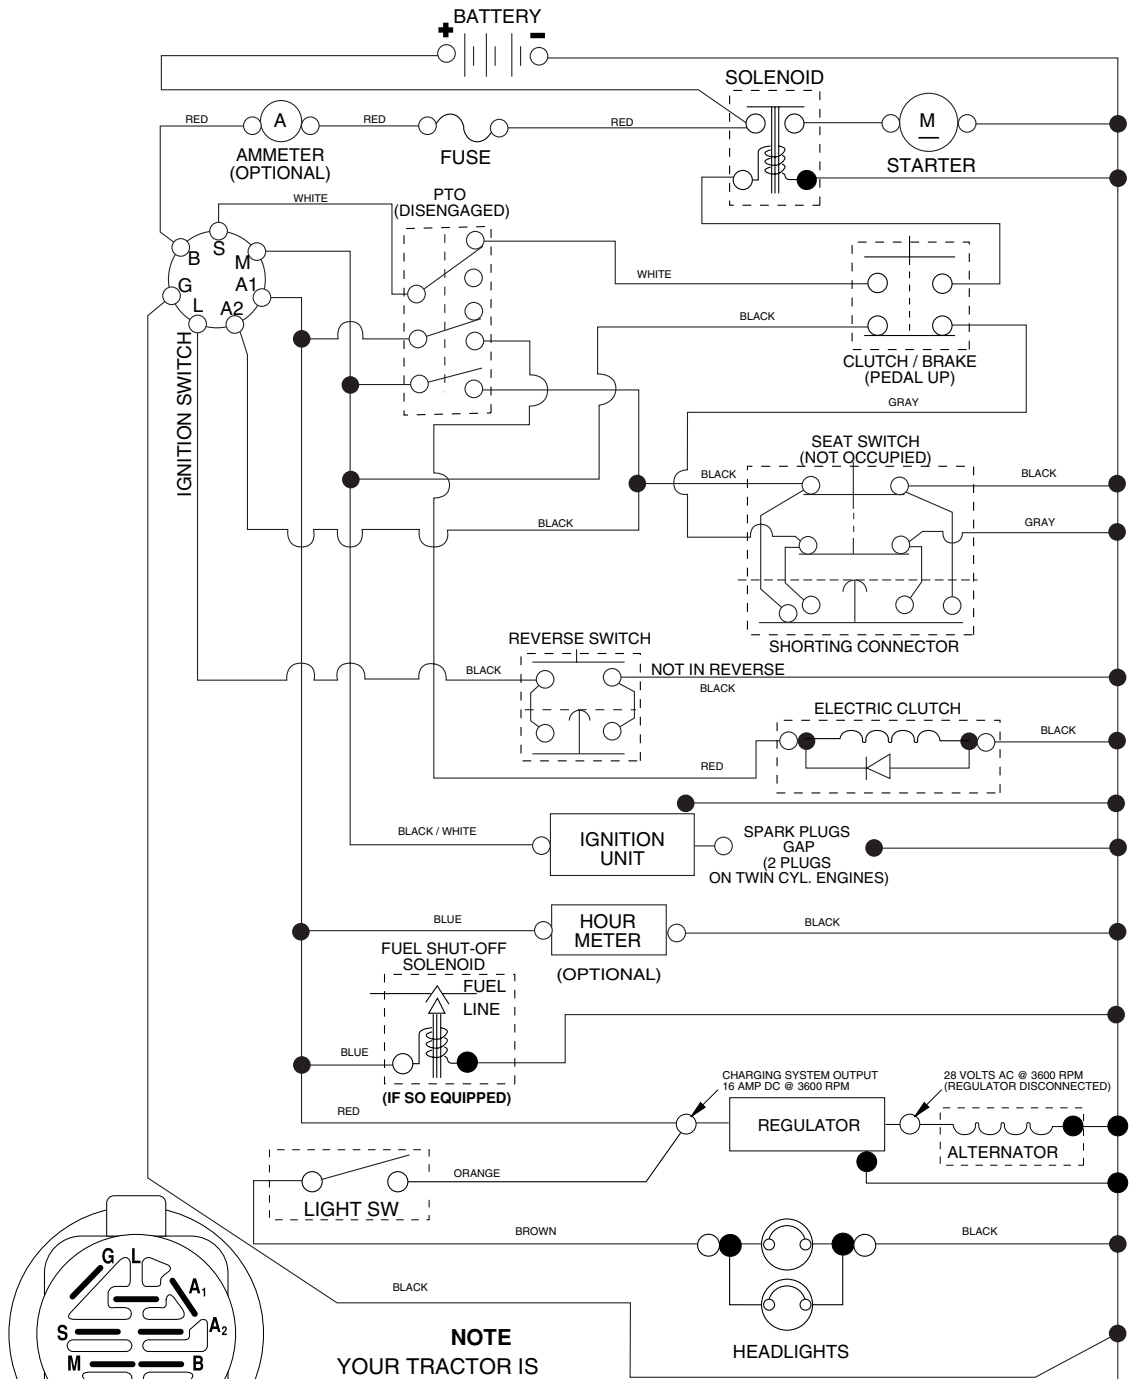 BATTERY
+ -
SOLENOID
RED
A
RED
RED
M
AMMETER
(OPTIONAL)
FUSE
STARTER
WHITE
PTO
(DISENGAGED)
S
B
M
G
A1
L
A2
IGNITION SWITCH
WHITE
BLACK
CLUTCH / BRAKE
(PEDAL UP)
GRAY
SEAT SWITCH
(NOT OCCUPIED)
BLACK
BLACK
BLACK
GRAY
SHORTING CONNECTOR
REVERSE SWITCH
BLACK
NOT IN REVERSE
BLACK
ELECTRIC CLUTCH
BLACK
RED
BLACK / WHITE
IGNITION
UNIT
SPARK PLUGS
GAP
(2 PLUGS
ON TWIN CYL. ENGINES)
BLUE
HOUR
METER
BLACK
(OPTIONAL)
FUEL SHUT-OFF
SOLENOID
FUEL
LINE
BLUE
(IF SO EQUIPPED)
CHARGING SYSTEM OUTPUT
16 AMP DC @ 3600 RPM
28 VOLTS AC @ 3600 RPM
(REGULATOR DISCONNECTED)
RED
REGULATOR
ALTERNATOR
ORANGE
LIGHT SW
BROWN
BLACK
HEADLIGHTS
BLACK
G L
A1
S
A2
M
B
NOTE
YOUR TRACTOR IS